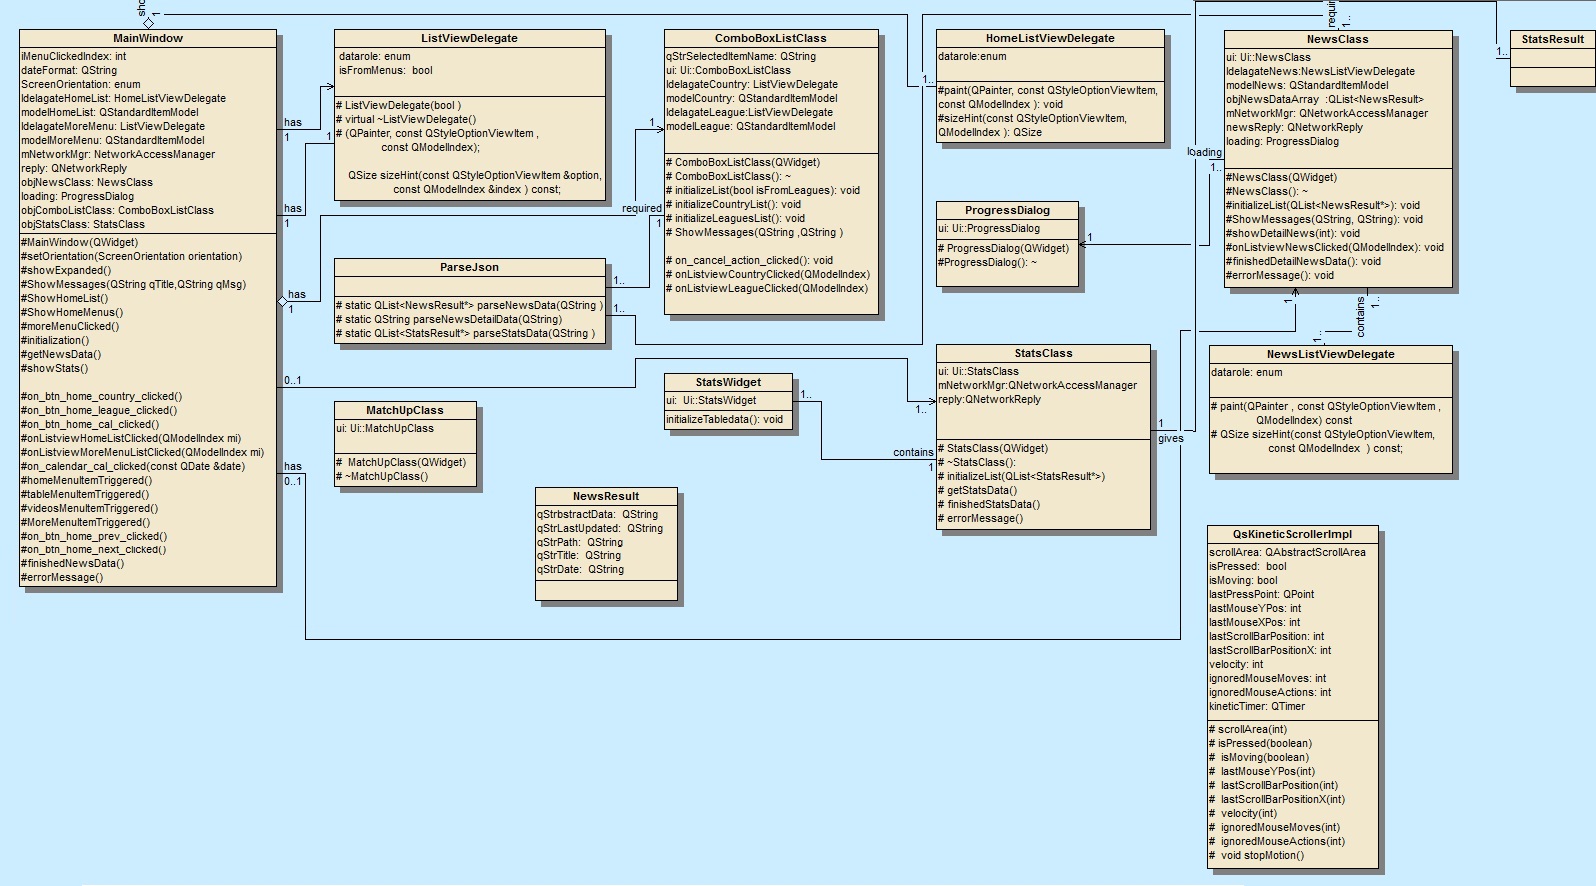 sho
1
MainWindow
iMenuClickedIndex: int
dateFormat: QString
ScreenOrientation: enum
ldelagateHomeList: HomeListViewDelegate
modelHomeList: QStandardItemModel
ldelagateMoreMenu: ListViewDelegate
modelMoreMenu: QStandardItemModel
mNetworkMgr: NetworkAccessManager
reply: QNetworkReply
objNewsClass: NewsClass
loading: ProgressDialog
objComboListClass: ComboBoxListClass
objStatsClass: StatsClass
#MainWindow(QWidget)
#setOrientation(ScreenOrientation orientation)
#showExpanded()
#ShowMessages(QString qTitle,QString qMsg)
#ShowHomeList()
#ShowHomeMenus()
#moreMenuClicked()
#initialization()
#getNewsData()
#showStats()
#on_btn_home_country_clicked()
#on_btn_home_league_clicked()
#on_btn_home_cal_clicked()
#onListviewHomeListClicked(QModelIndex mi)
#onListviewMoreMenuListClicked(QModelIndex mi)
#on_calendar_cal_clicked(const QDate &date)
#homeMenuItemTriggered()
#tableMenuItemTriggered()
#videosMenuItemTriggered()
#MoreMenuItemTriggered()
#on_btn_home_prev_clicked()
#on_btn_home_next_clicked()
#finishedNewsData()
#errorMessage()
has
1
has
1
1
has
1
0..1
has
0..1
ListViewDelegate
datarole: enum
isFromMenus: bool
# ListViewDelegate(bool )
# virtual ~ListViewDelegate()
# (QPainter, const QStyleOptionViewItem ,
const QModelIndex);
QSize sizeHint(const QStyleOptionViewItem &option,
const QModelIndex &index ) const;
ParseJson
# static QList<NewsResult*> parseNewsData(QString )
# static QString parseNewsDetailData(QString)
# static QList<StatsResult*> parseStatsData(QString )
1..
1..
MatchUpClass
ui: Ui::MatchUpClass
# MatchUpClass(QWidget)
# ~MatchUpClass()
NewsResult
qStrbstractData: QString
qStrLastUpdated: QString
qStrPath: QString
qStrTitle: QString
qStrDate: QString
1
required
1
ComboBoxListClass
qStrSelectedItemName: QString
ui: Ui::ComboBoxListClass
ldelagateCountry: ListViewDelegate
modelCountry: QStandardItemModel
ldelagateLeague:ListViewDelegate
modelLeague: QStandardItemModel
# ComboBoxListClass(QWidget)
# ComboBoxListClass(): ~
# initializeList(bool isFromLeagues): void
# initializeCountryList(): void
# initializeLeaguesList(): void
# ShowMessages(QString ,QString )
# on_cancel_action_clicked(): void
# onListviewCountryClicked(QModelIndex)
# onListviewLeagueClicked(QModelIndex)
StatsWidget
ui: Ui::StatsWidget
initializeTabledata(): void
1..
contains
1
1..
1..
HomeListViewDelegate
datarole:enum
#paint(QPainter, const QStyleOptionViewItem,
const QModelIndex ): void
#sizeHint(const QStyleOptionViewItem,
QModelIndex ): QSize
ProgressDialog
ui: Ui::ProgressDialog
# ProgressDialog(QWidget)
#ProgressDialog(): ~
1
StatsClass
ui: Ui::StatsClass
mNetworkMgr:QNetworkAccessManager
reply:QNetworkReply
# StatsClass(QWidget)
# ~StatsClass():
# initializeList(QList<StatsResult*>)
# getStatsData()
# finishedStatsData()
# errorMessage()
1
gives
loading
1..
requir
1..
NewsClass
ui: Ui::NewsClass
ldelagateNews:NewsListViewDelegate
modelNews: QStandardItemModel
objNewsDataArray :QList<NewsResult>
mNetworkMgr: QNetworkAccessManager
newsReply: QNetworkReply
loading: ProgressDialog
#NewsClass(QWidget)
#NewsClass(): ~
#initializeList(QList<NewsResult*>): void
#ShowMessages(QString, QString): void
#showDetailNews(int): void
#onListviewNewsClicked(QModelIndex): void
#finishedDetailNewsData(): void
#errorMessage(): void
1
contains
1..
1..
NewsListViewDelegate
datarole: enum
# paint(QPainter , const QStyleOptionViewItem ,
QModelIndex) const
# QSize sizeHint(const QStyleOptionViewItem,
const QModelIndex ) const;
QsKineticScrollerImpl
scrollArea: QAbstractScrollArea
isPressed: bool
isMoving: bool
lastPressPoint: QPoint
lastMouseYPos: int
lastMouseXPos: int
lastScrollBarPosition: int
lastScrollBarPositionX: int
velocity: int
ignoredMouseMoves: int
ignoredMouseActions: int
kineticTimer: QTimer
# scrollArea(int)
# isPressed(boolean)
# isMoving(boolean)
# lastMouseYPos(int)
# lastScrollBarPosition(int)
# lastScrollBarPositionX(int)
# velocity(int)
# ignoredMouseMoves(int)
# ignoredMouseActions(int)
# void stopMotion()
1..
StatsResult